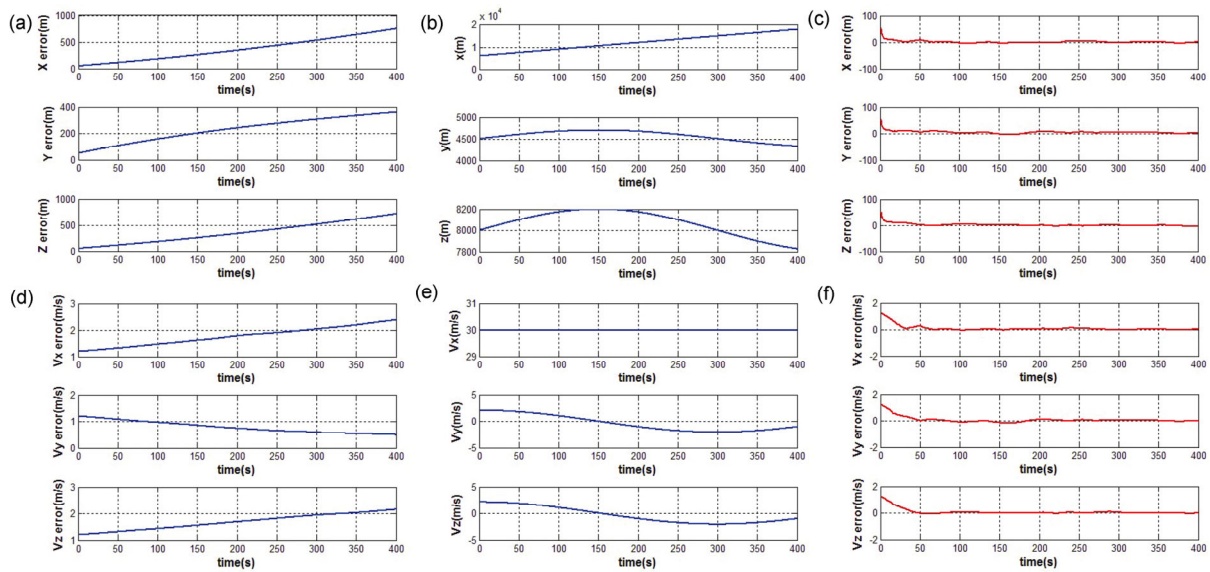 (a)
X error(m)
1000
500
0
0 50 100 150 200 250 300 350 400
time(s)
Y error(m)
400
200
0
0 50 100 150 200 250 300 350 400
time(s)
Z error(m)
1000
500
0
0 50 100 150 200 250 300 350 400
time(s)
(b)
x(m)
x 10^4
2
1
0
0 50 100 150 200 250 300 350 400
time(s)
y(m)
5000
4500
4000
0 50 100 150 200 250 300 350 400
time(s)
z(m)
8200
8000
7800
0 50 100 150 200 250 300 350 400
time(s)
(c)
X error(m)
100
0
-100
0 50 100 150 200 250 300 350 400
time(s)
Y error(m)
100
0
-100
0 50 100 150 200 250 300 350 400
time(s)
Z error(m)
100
0
-100
0 50 100 150 200 250 300 350 400
time(s)
(d)
Vx error(m/s)
3
2
1
0 50 100 150 200 250 300 350 400
time(s)
Vy error(m/s)
2
1
0
0 50 100 150 200 250 300 350 400
time(s)
Vz error(m/s)
3
2
1
0 50 100 150 200 250 300 350 400
time(s)
(e)
Vx(m/s)
31
30
29
0 50 100 150 200 250 300 350 400
time(s)
Vy(m/s)
5
0
-5
0 50 100 150 200 250 300 350 400
time(s)
Vz(m/s)
5
0
-5
0 50 100 150 200 250 300 350 400
time(s)
(f)
Vx error(m/s)
2
0
-2
0 50 100 150 200 250 300 350 400
time(s)
Vy error(m/s)
2
0
-2
0 50 100 150 200 250 300 350 400
time(s)
Vz error(m/s)
2
0
-2
0 50 100 150 200 250 300 350 400
time(s)